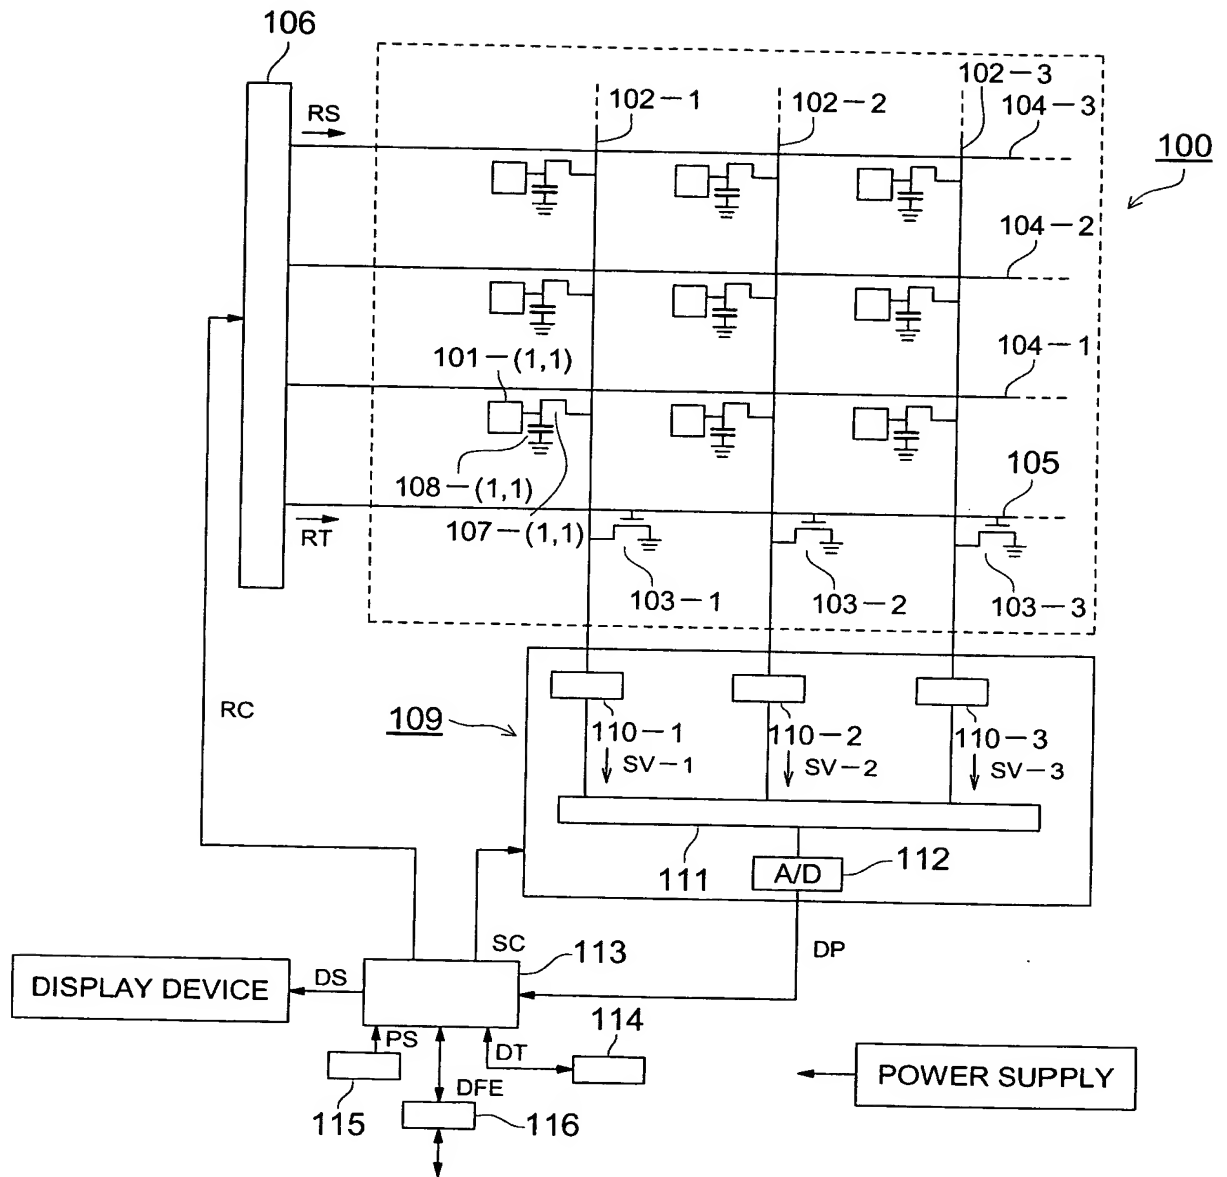 106
RS
102-1
102-2
102-3
104-3
100
104-2
101-(1,1)
104-1
108-(1,1)
105
RT
107-(1,1)
103-1
103-2
103-3
RC
109
110-1
110-2
110-3
SV-1
SV-2
SV-3
111
A/D
112
SC
113
DP
DISPLAY DEVICE
DS
PS
DT
114
POWER SUPPLY
115
DFE
116